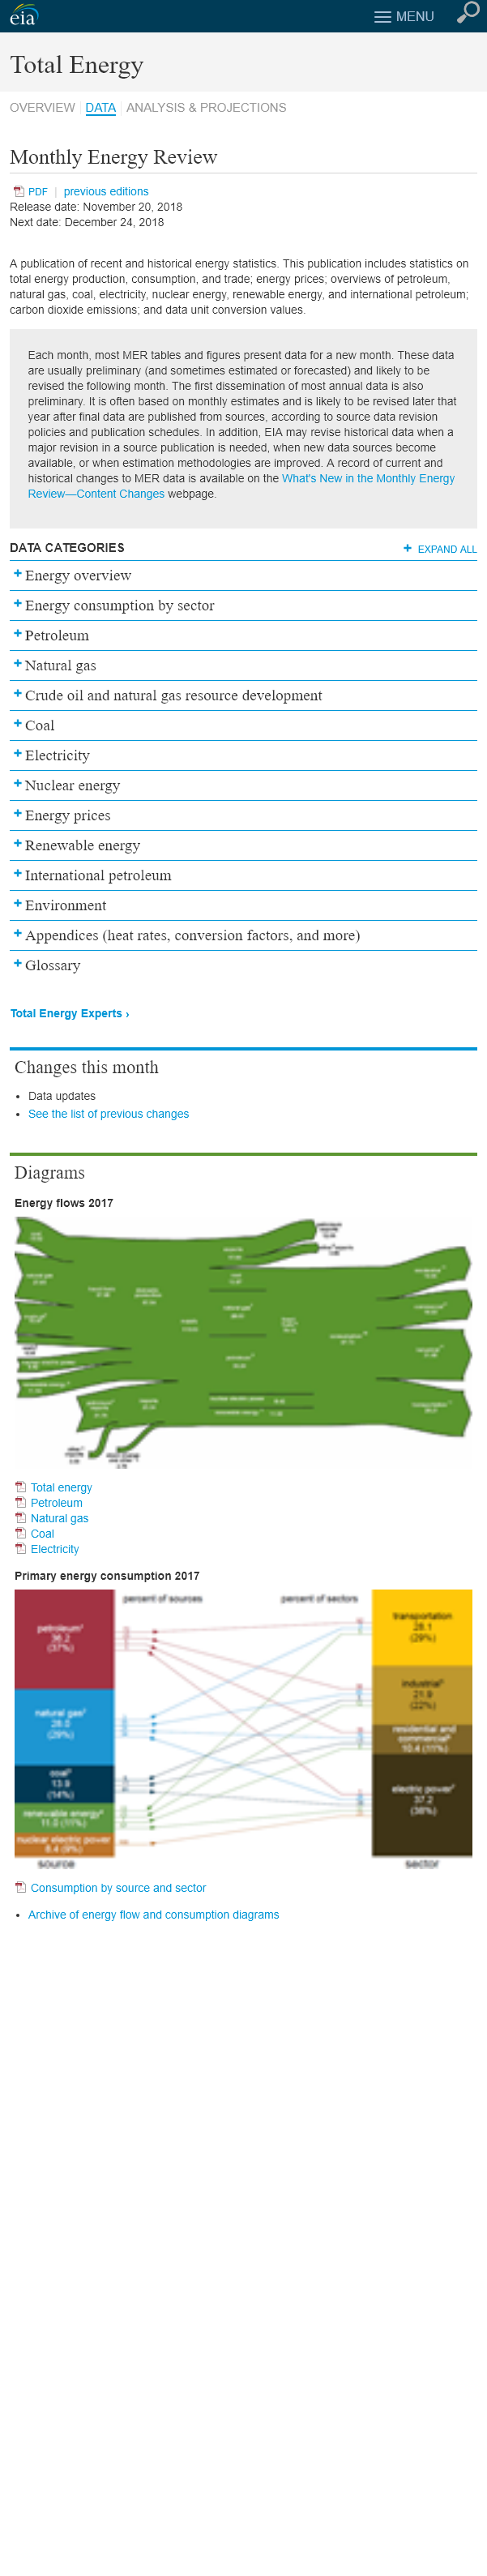 eia
MENU
Total Energy
OVERVIEW DATA ANALYSIS & PROJECTIONS
Monthly Energy Review
PDF | previous editions
Release date: November 20, 2018
Next date: December 24, 2018
A publication of recent and historical energy statistics. This publication includes statistics on
total energy production, consumption, and trade; energy prices; overviews of petroleum,
natural gas, coal, electricity, nuclear energy, renewable energy, and international petroleum;
carbon dioxide emissions; and data unit conversion values.
Each month, most MER tables and figures present data for a new month. These data
are usually preliminary (and sometimes estimated or forecasted) and likely to be
revised the following month. The first dissemination of most annual data is also
preliminary. It is often based on monthly estimates and is likely to be revised later that
year after final data are published from sources, according to source data revision
policies and publication schedules. In addition, EIA may revise historical data when a
major revision in a source publication is needed, when new data sources become
available, or when estimation methodologies are improved. A record of current and
historical changes to MER data is available on the What's New in the Monthly Energy
Review—Content Changes webpage.
DATA CATEGORIES
+ EXPAND ALL
+ Energy overview
+ Energy consumption by sector
+ Petroleum
+ Natural gas
+ Crude oil and natural gas resource development
+ Coal
+ Electricity
+ Nuclear energy
+ Energy prices
+ Renewable energy
+ International petroleum
+ Environment
+ Appendices (heat rates, conversion factors, and more)
+ Glossary
Total Energy Experts ›
Changes this month
• Data updates
• See the list of previous changes
Diagrams
Energy flows 2017
Total energy
Petroleum
Natural gas
Coal
Electricity
Primary energy consumption 2017
percent of sources
percent of sectors
petroleum
36.2
(37%)
natural gas
28.0
(29%)
coal
13.9
(14%)
renewable energy
11.0 (11%)
nuclear electric power
8.4 (9%)
source
transportation
28.1
(29%)
industrial
21.9
(22%)
residential and
commercial
10.4 (11%)
electric power
37.2
(38%)
sector
Consumption by source and sector
• Archive of energy flow and consumption diagrams